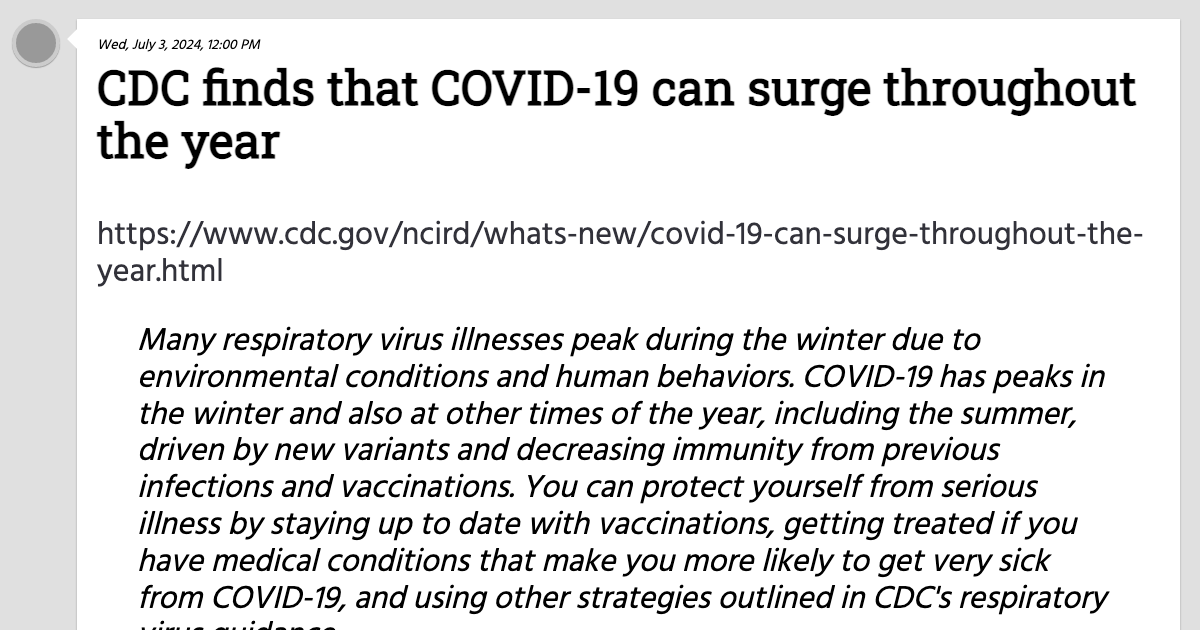 Wed, July 3, 2024, 12:00 PM
CDC finds that COVID-19 can surge throughout
the year
https://www.cdc.gov/ncird/whats-new/covid-19-can-surge-throughout-the-
year.html
Many respiratory virus illnesses peak during the winter due to
environmental conditions and human behaviors. COVID-19 has peaks in
the winter and also at other times of the year, including the summer,
driven by new variants and decreasing immunity from previous
infections and vaccinations. You can protect yourself from serious
illness by staying up to date with vaccinations, getting treated if you
have medical conditions that make you more likely to get very sick
from COVID-19, and using other strategies outlined in CDC's respiratory
virus guidance